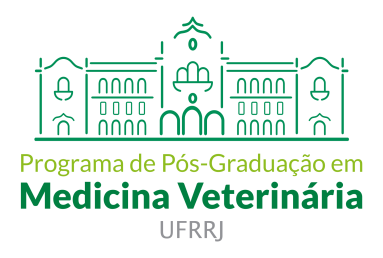 Programa de Pós-Graduação em
Medicina Veterinária
UFRRJ